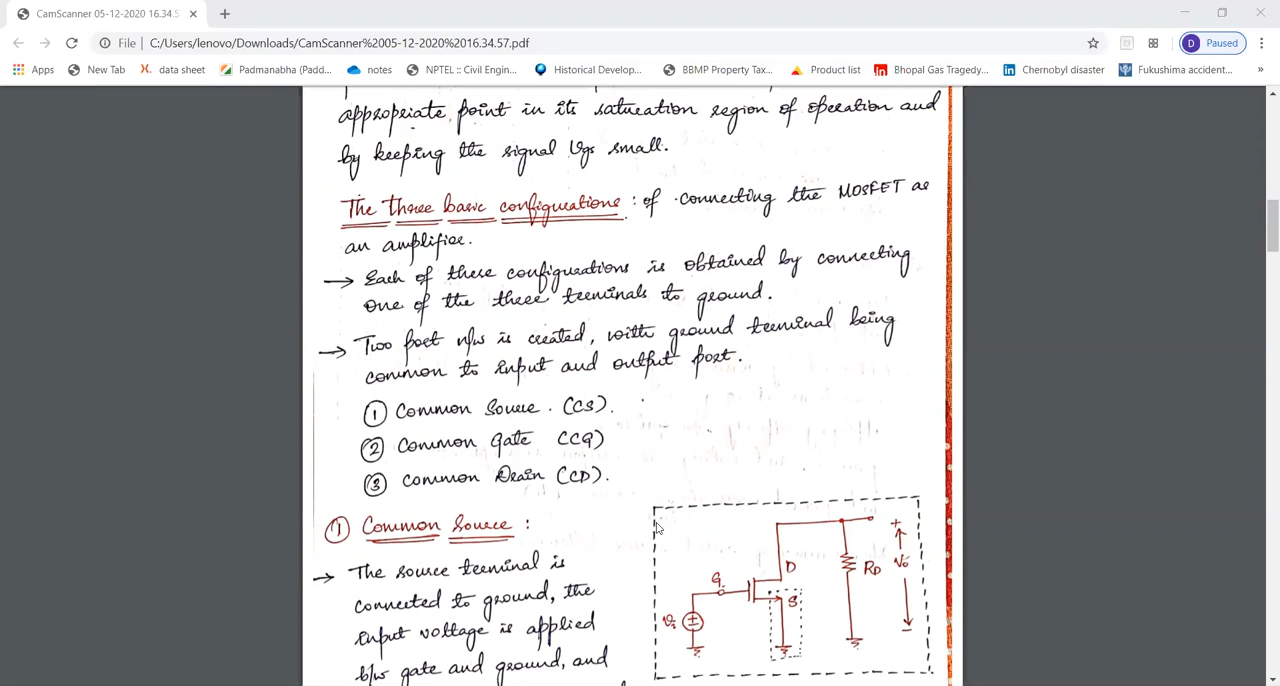 CamScanner 05-12-2020 16.34.5
File C:/Users/lenovo/Downloads/CamScanner%2005-12-2020%2016.34.57.pdf
D Paused
Apps New Tab data sheet Padmanabha (Padd... notes NPTEL :: Civil Engin... Historical Develop... BBMP Property Tax... Product list Bhopal Gas Tragedy... Chernobyl disaster Fukushima accident... »
appropriate point in its saturation region of operation and
by keeping the signal Vgs small.
The three basic configurations : of connecting the MOSFET as
an amplifier.
→ Each of these configurations is obtained by connecting
one of the three terminals to ground.
→ Two port n/w is created, with ground terminal being
common to input and output port.
① Common Source. (CS).
② Common gate (CG)
③ Common Drain (CD).
① Common Source :
→ The source terminal is
connected to ground, the
input voltage is applied
b/w gate and ground, and
G
D
S
Vi
RD
+
Vo
-